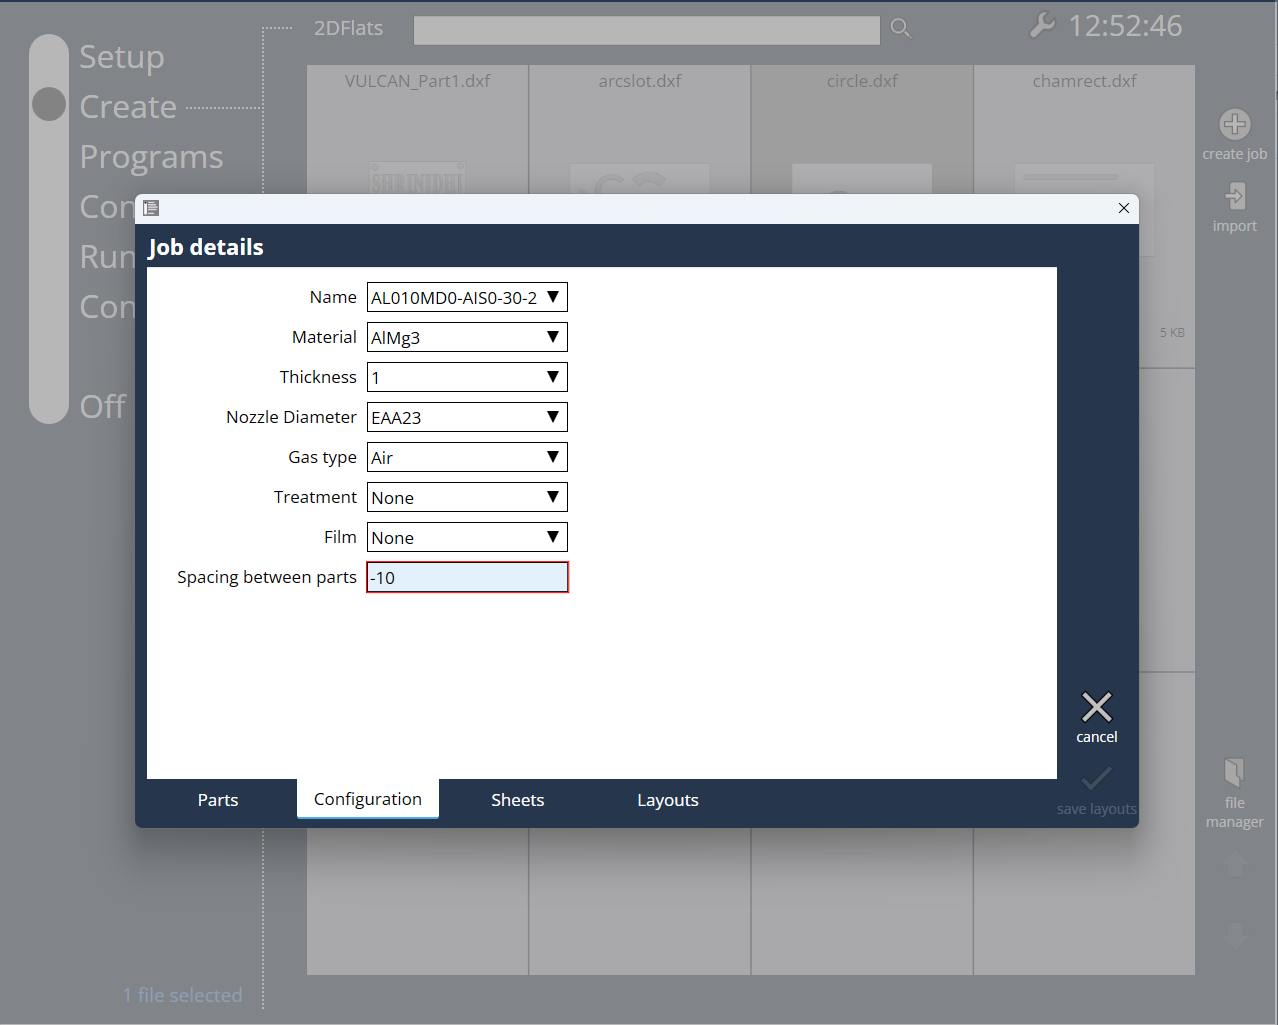 2DFlats
12:52:46
Setup
Create
Programs
Con
Run
Con
Off
VULCAN_Part1.dxf
arcslot.dxf
circle.dxf
chamrect.dxf
SHRINIDHI
5 KB
create job
import
Job details
Name AL010MD0-AIS0-30-2
Material AlMg3
Thickness 1
Nozzle Diameter EAA23
Gas type Air
Treatment None
Film None
Spacing between parts -10
cancel
save layouts
Parts Configuration Sheets Layouts
file
manager
1 file selected